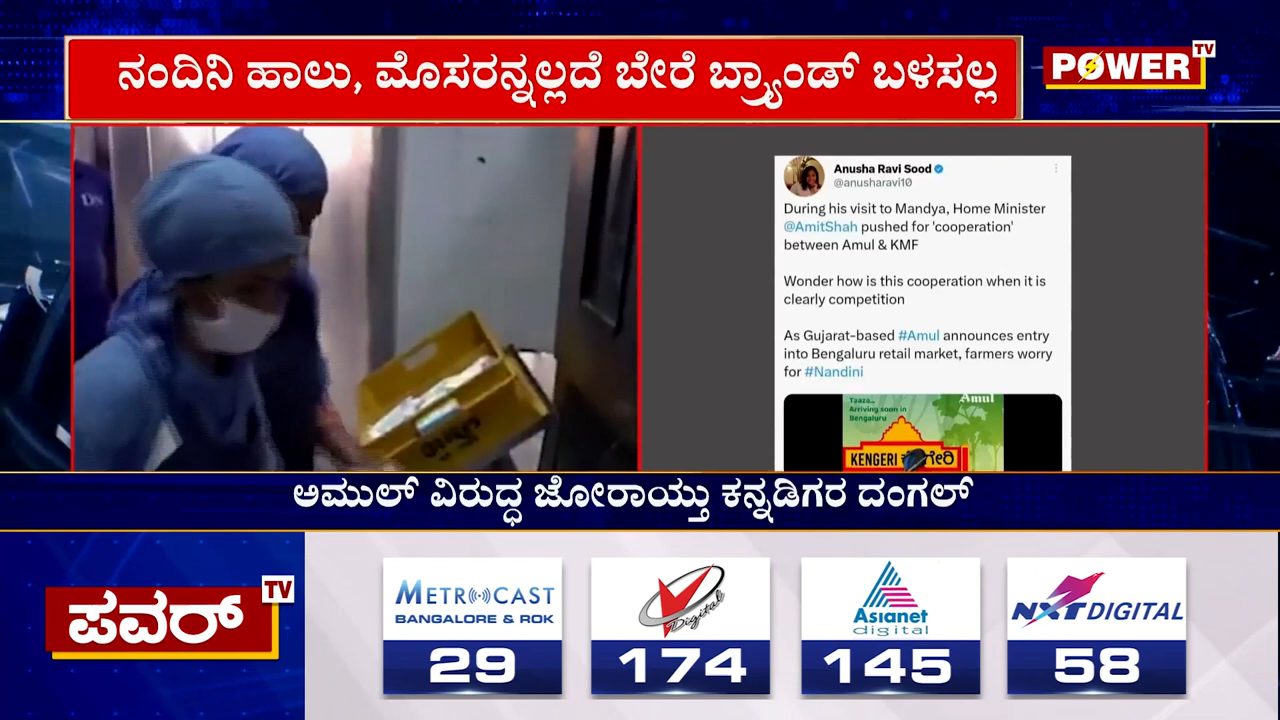 ನಂದಿನಿ ಹಾಲು, ಮೊಸರನ್ನಲ್ಲದೆ ಬೇರೆ ಬ್ರ್ಯಾಂಡ್ ಬಳಸಲ್ಲ
POWER TV
Anusha Ravi Sood
@anusharavi10
During his visit to Mandya, Home Minister
@AmitShah pushed for 'cooperation'
between Amul & KMF
Wonder how is this cooperation when it is
clearly competition
As Gujarat-based #Amul announces entry
into Bengaluru retail market, farmers worry
for #Nandini
Taaza...
Arriving soon in
Bengaluru
Amul
KENGERI
ಅಮುಲ್ ವಿರುದ್ಧ ಜೋರಾಯ್ತು ಕನ್ನಡಿಗರ ದಂಗಲ್
ಪವರ್ TV
METROCAST
BANGALORE & ROK
29
Digital
174
Asianet
digital
145
NXTDIGITAL
58